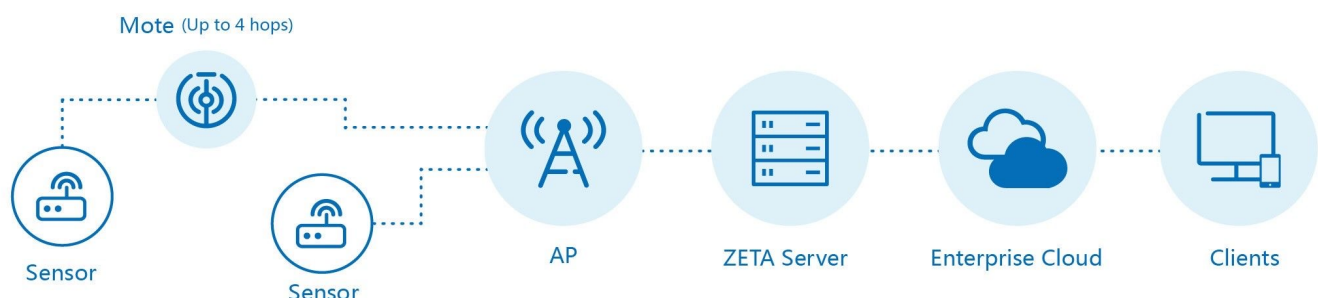 Mote (Up to 4 hops)
Sensor
Sensor
AP
ZETA Server
Enterprise Cloud
Clients